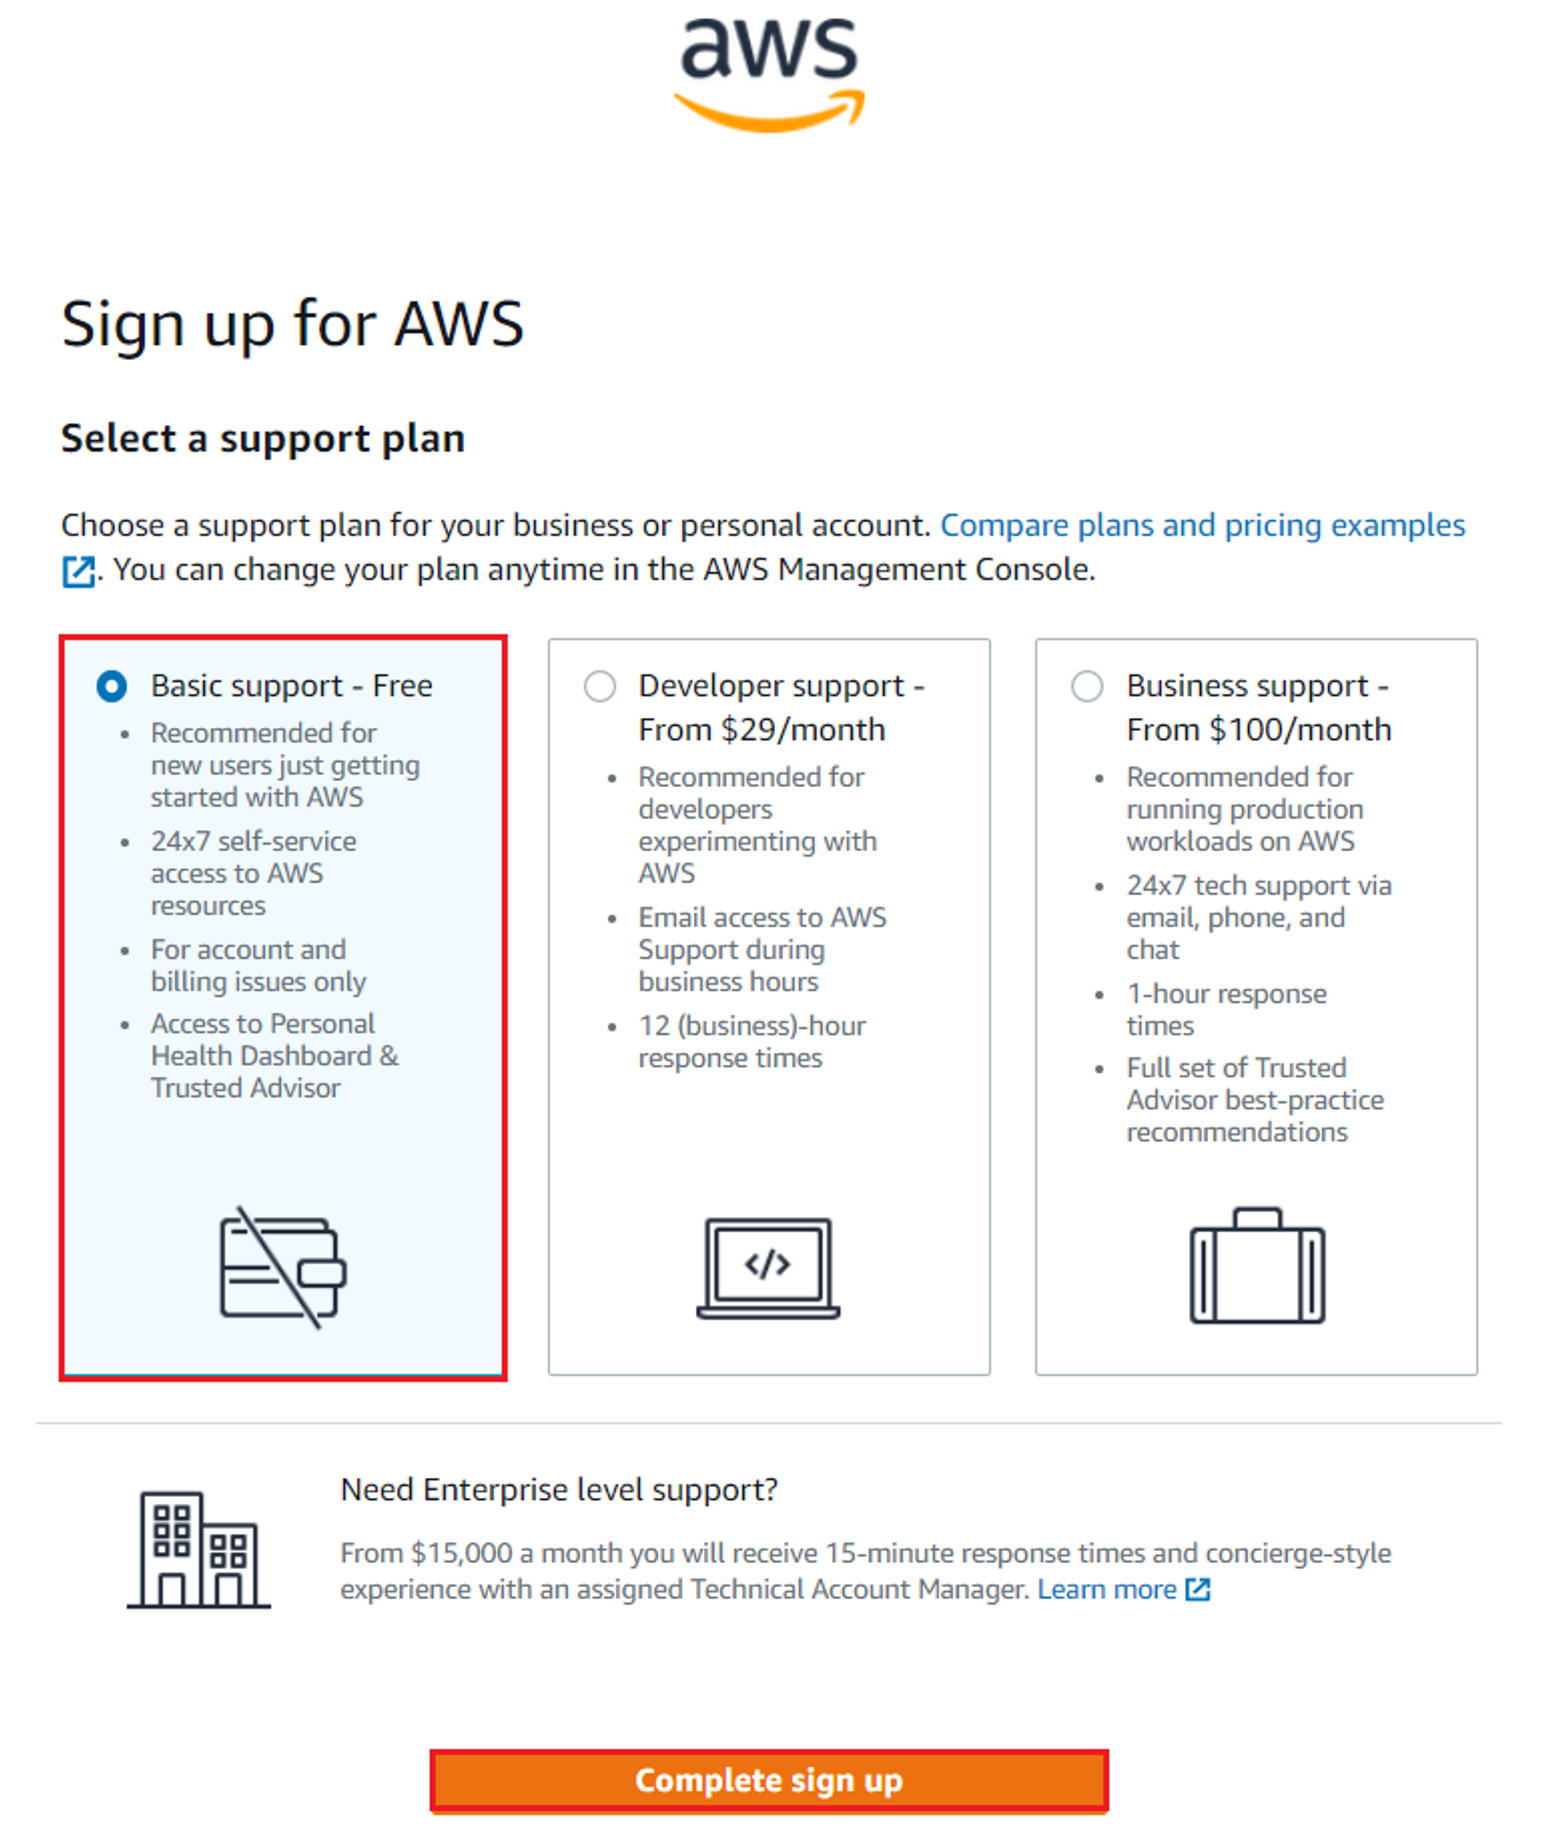 aws
Sign up for AWS
Select a support plan
Choose a support plan for your business or personal account. Compare plans and pricing examples
. You can change your plan anytime in the AWS Management Console.
Basic support - Free
• Recommended for
new users just getting
started with AWS
• 24x7 self-service
access to AWS
resources
• For account and
billing issues only
• Access to Personal
Health Dashboard &
Trusted Advisor
Developer support -
From $29/month
• Recommended for
developers
experimenting with
AWS
• Email access to AWS
Support during
business hours
• 12 (business)-hour
response times
</>
Business support -
From $100/month
• Recommended for
running production
workloads on AWS
• 24x7 tech support via
email, phone, and
chat
• 1-hour response
times
• Full set of Trusted
Advisor best-practice
recommendations
Need Enterprise level support?
From $15,000 a month you will receive 15-minute response times and concierge-style
experience with an assigned Technical Account Manager. Learn more
Complete sign up